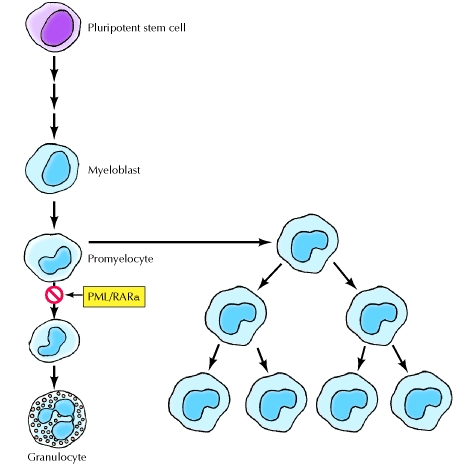 Pluripotent stem cell
Myeloblast
Promyelocyte
PML/RARα
Granulocyte